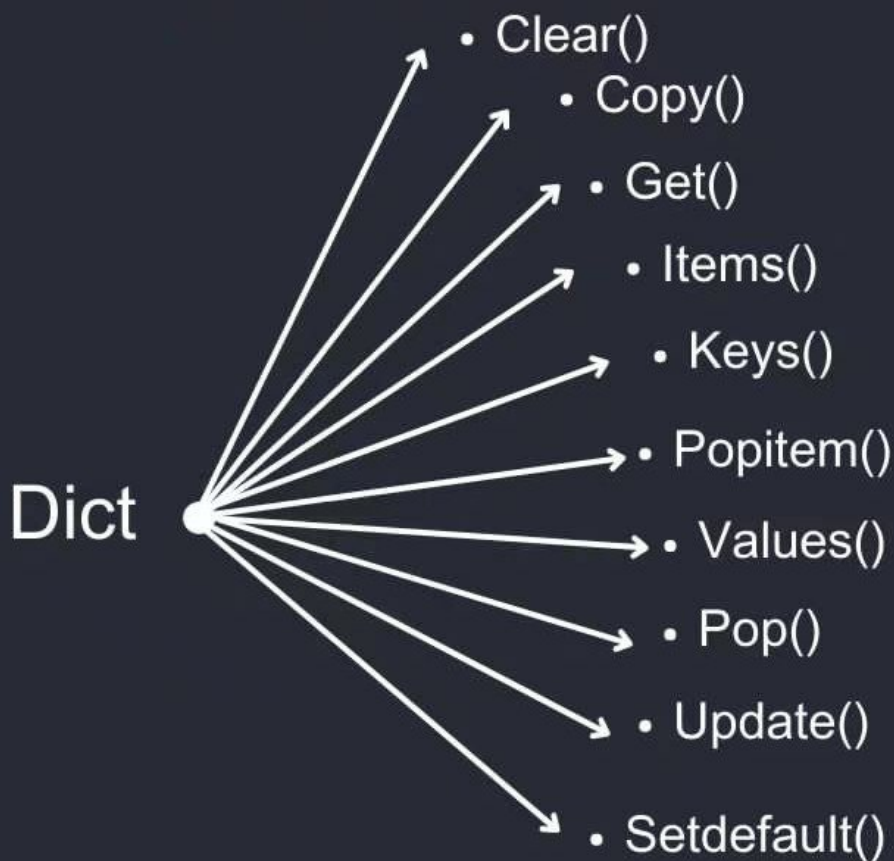 • Clear()
• Copy()
• Get()
• Items()
• Keys()
• Popitem()
Dict
• Values()
• Pop()
• Update()
• Setdefault()